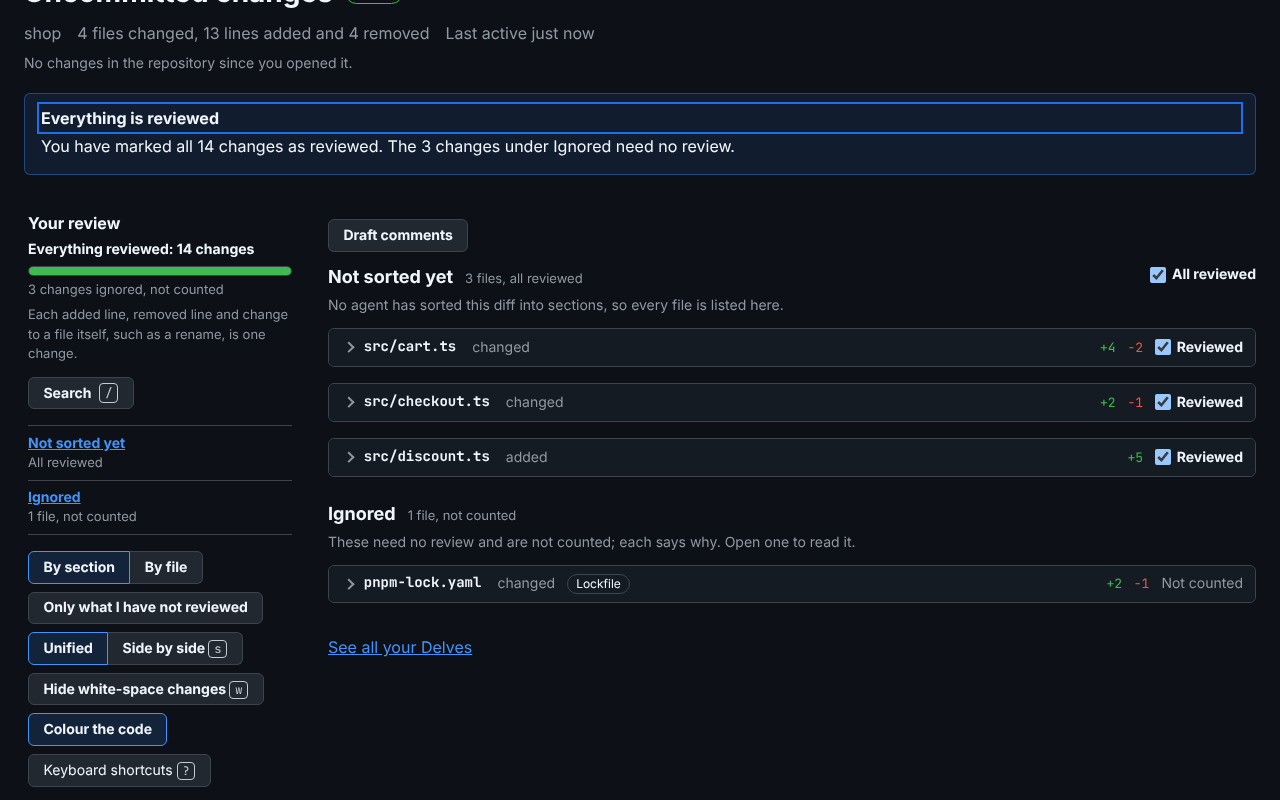 Uncommitted changes
shop 4 files changed, 13 lines added and 4 removed Last active just now
No changes in the repository since you opened it.
Everything is reviewed
You have marked all 14 changes as reviewed. The 3 changes under Ignored need no review.
Your review
Everything reviewed: 14 changes
3 changes ignored, not counted
Each added line, removed line and change
to a file itself, such as a rename, is one
change.
Search /
Not sorted yet
All reviewed
Ignored
1 file, not counted
By section By file
Only what I have not reviewed
Unified Side by side s
Hide white-space changes w
Colour the code
Keyboard shortcuts ?
Draft comments
Not sorted yet 3 files, all reviewed All reviewed
No agent has sorted this diff into sections, so every file is listed here.
src/cart.ts changed +4 -2 Reviewed
src/checkout.ts changed +2 -1 Reviewed
src/discount.ts added +5 Reviewed
Ignored 1 file, not counted
These need no review and are not counted; each says why. Open one to read it.
pnpm-lock.yaml changed Lockfile +2 -1 Not counted
See all your Delves